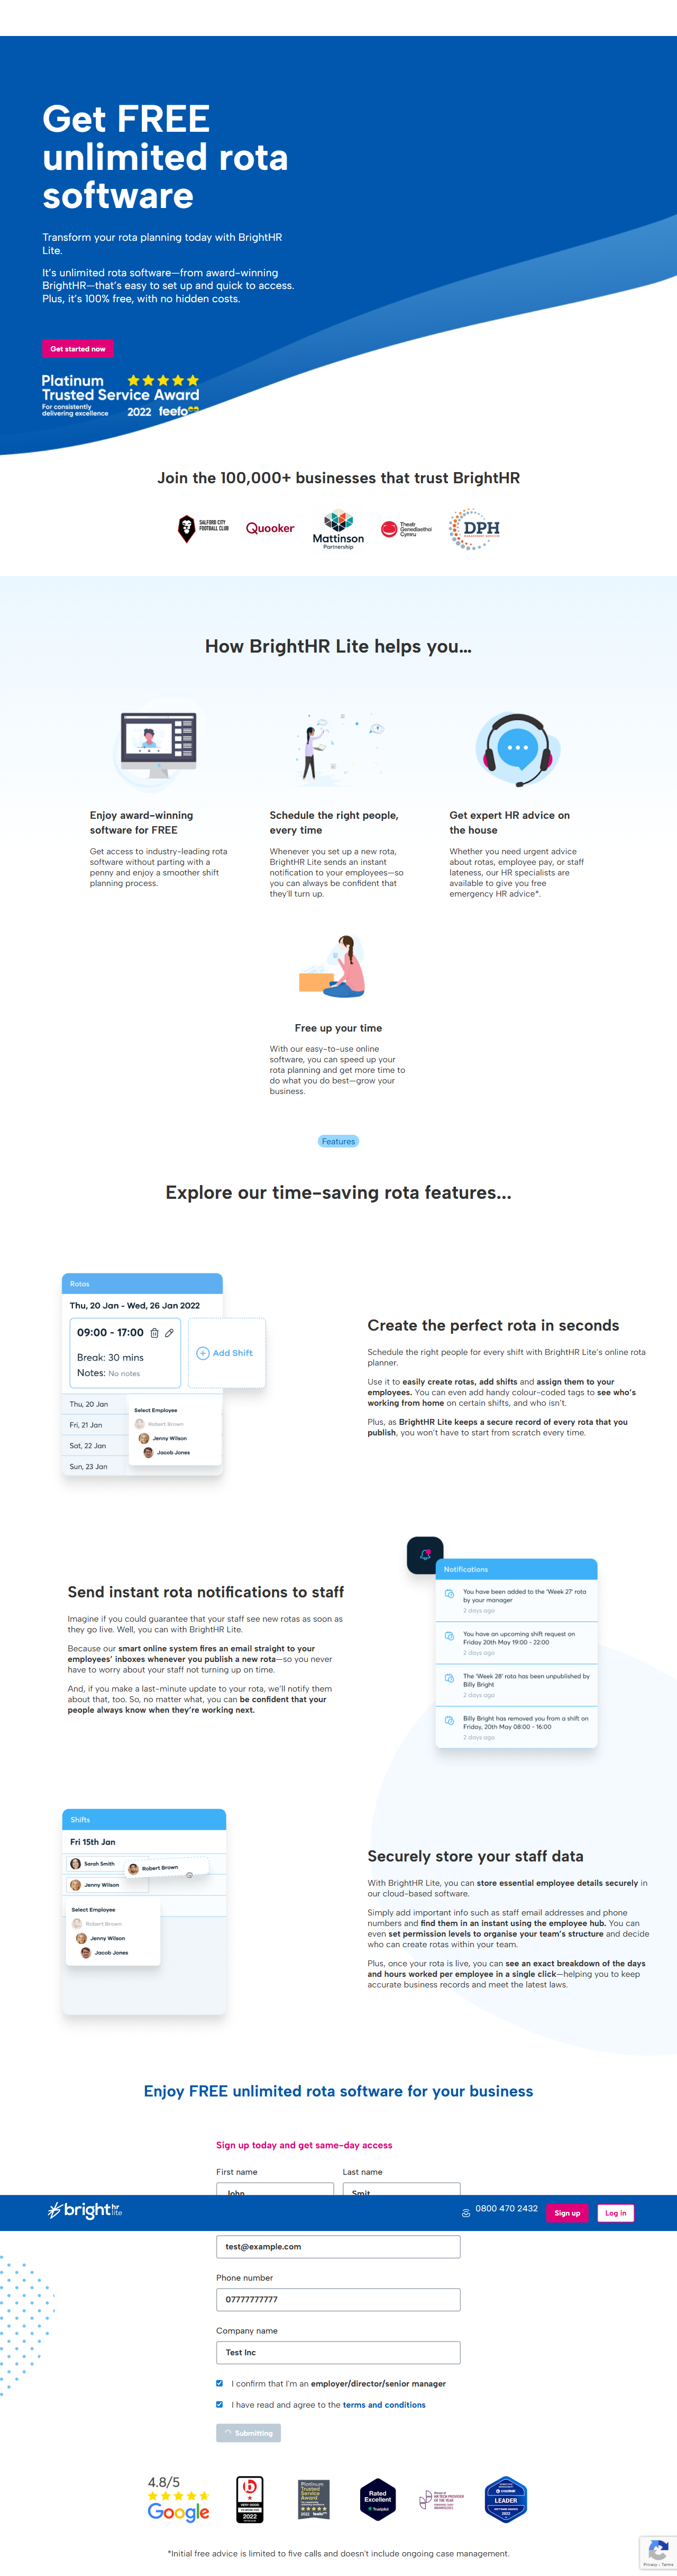 Get FREE
unlimited rota
software
Transform your rota planning today with BrightHR
Lite.
It's unlimited rota software—from award-winning
BrightHR—that's easy to set up and quick to access.
Plus, it's 100% free, with no hidden costs.
Get started now
Platinum
Trusted Service Award
For consistently
delivering excellence
2022 feefo
Join the 100,000+ businesses that trust BrightHR
SALFORD CITY
FOOTBALL CLUB
Quooker
Mattinson
Partnership
Theatr
Genedlaethol
Cymru
DPH
How BrightHR Lite helps you...
Enjoy award-winning
software for FREE
Get access to industry-leading rota
software without parting with a
penny and enjoy a smoother shift
planning process.
Schedule the right people,
every time
Whenever you set up a new rota,
BrightHR Lite sends an instant
notification to your employees—so
you can always be confident that
they'll turn up.
Get expert HR advice on
the house
Whether you need urgent advice
about rotas, employee pay, or staff
lateness, our HR specialists are
available to give you free
emergency HR advice*.
Free up your time
With our easy-to-use online
software, you can speed up your
rota planning and get more time to
do what you do best—grow your
business.
Features
Explore our time-saving rota features...
Rotas
Thu, 20 Jan - Wed, 26 Jan 2022
09:00 - 17:00
Break: 30 mins
Notes: No notes
Add Shift
Thu, 20 Jan
Fri, 21 Jan
Sat, 22 Jan
Sun, 23 Jan
Select Employee
Robert Brown
Jenny Wilson
Jacob Jones
Create the perfect rota in seconds
Schedule the right people for every shift with BrightHR Lite's online rota
planner.
Use it to easily create rotas, add shifts and assign them to your
employees. You can even add handy colour-coded tags to see who's
working from home on certain shifts, and who isn't.
Plus, as BrightHR Lite keeps a secure record of every rota that you
publish, you won't have to start from scratch every time.
Send instant rota notifications to staff
Imagine if you could guarantee that your staff see new rotas as soon as
they go live. Well, you can with BrightHR Lite.
Because our smart online system fires an email straight to your
employees' inboxes whenever you publish a new rota—so you never
have to worry about your staff not turning up on time.
And, if you make a last-minute update to your rota, we'll notify them
about that, too. So, no matter what, you can be confident that your
people always know when they're working next.
Notifications
You have been added to the 'Week 27' rota
by your manager
2 days ago
You have an upcoming shift request on
Friday 20th May 19:00 - 22:00
2 days ago
The 'Week 28' rota has been unpublished by
Billy Bright
2 days ago
Billy Bright has removed you from a shift on
Friday, 20th May 08:00 - 16:00
2 days ago
Shifts
Fri 15th Jan
Sarah Smith
Robert Brown
Jenny Wilson
Select Employee
Robert Brown
Jenny Wilson
Jacob Jones
Securely store your staff data
With BrightHR Lite, you can store essential employee details securely in
our cloud-based software.
Simply add important info such as staff email addresses and phone
numbers and find them in an instant using the employee hub. You can
even set permission levels to organise your team's structure and decide
who can create rotas within your team.
Plus, once your rota is live, you can see an exact breakdown of the days
and hours worked per employee in a single click—helping you to keep
accurate business records and meet the latest laws.
Enjoy FREE unlimited rota software for your business
Sign up today and get same-day access
First name
Last name
John
Smit
bright hr lite
0800 470 2432
Sign up
Log in
test@example.com
Phone number
07777777777
Company name
Test Inc
I confirm that I'm an employer/director/senior manager
I have read and agree to the terms and conditions
Submitting
4.8/5
Google
2022
Platinum
Trusted
Service
Award
Rated
Excellent
Trustpilot
LEADER
*Initial free advice is limited to five calls and doesn't include ongoing case management.
Privacy - Terms